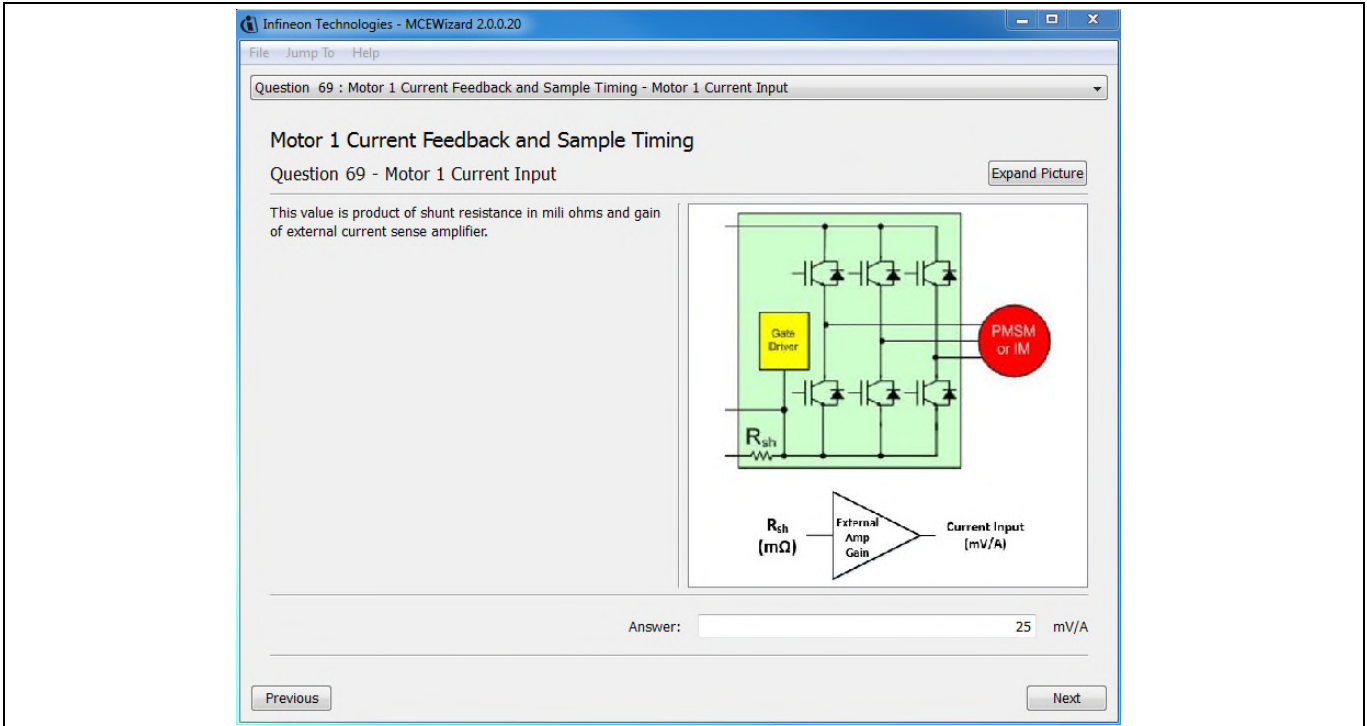 Infineon Technologies - MCEWizard 2.0.0.20
File Jump To Help
Question 69 : Motor 1 Current Feedback and Sample Timing - Motor 1 Current Input
Motor 1 Current Feedback and Sample Timing
Question 69 - Motor 1 Current Input
Expand Picture
This value is product of shunt resistance in mili ohms and gain
of external current sense amplifier.
Gate
Driver
PMSM
or IM
Rsh
Rsh
(mΩ)
External
Amp
Gain
Current Input
(mV/A)
Answer: 25 mV/A
Previous Next